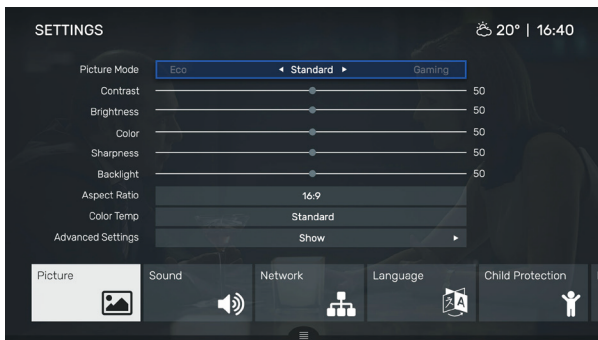 SETTINGS 20° | 16:40
Picture Mode Eco Standard Gaming
Contrast 50
Brightness 50
Color 50
Sharpness 50
Backlight 50
Aspect Ratio 16:9
Color Temp Standard
Advanced Settings Show
Picture Sound Network Language Child Protection
A